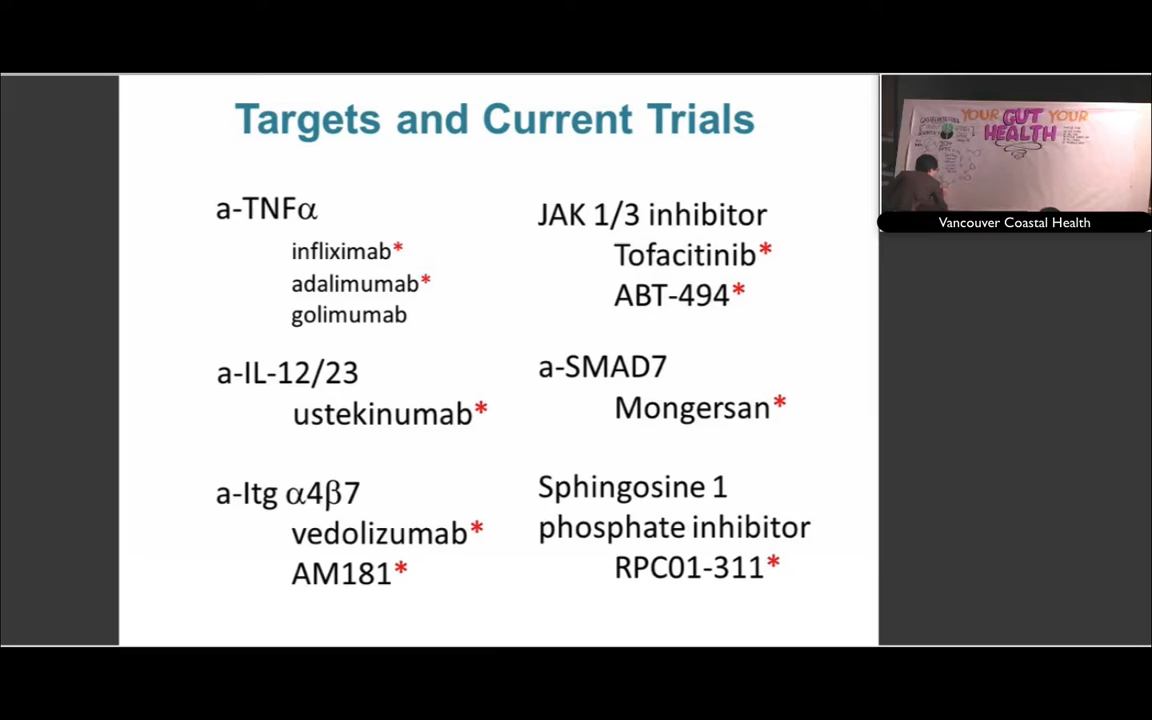 Targets and Current Trials
a-TNFα
infliximab*
adalimumab*
golimumab
a-IL-12/23
ustekinumab*
a-Itg α4β7
vedolizumab*
AM181*
JAK 1/3 inhibitor
Tofacitinib*
ABT-494*
a-SMAD7
Mongersan*
Sphingosine 1
phosphate inhibitor
RPC01-311*
YOUR GUT YOUR
HEALTH
Vancouver Coastal Health